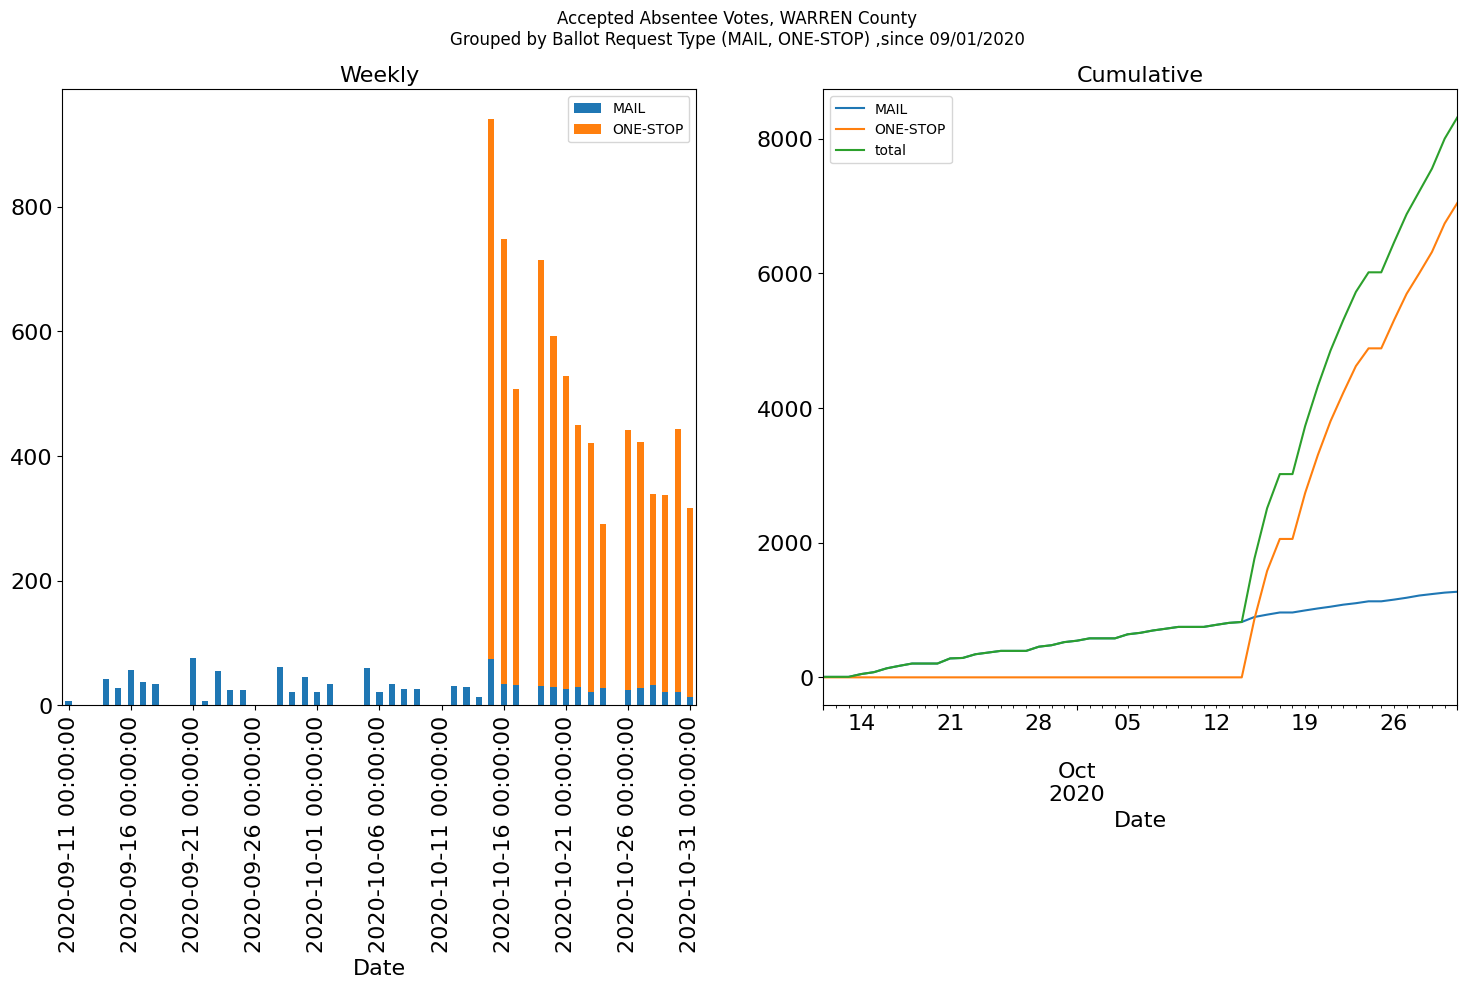 Accepted Absentee Votes, WARREN County
Grouped by Ballot Request Type (MAIL, ONE-STOP) ,since 09/01/2020
Weekly
MAIL
ONE-STOP
800
600
400
200
0
2020-09-11 00:00:00
2020-09-16 00:00:00
2020-09-21 00:00:00
2020-09-26 00:00:00
2020-10-01 00:00:00
2020-10-06 00:00:00
2020-10-11 00:00:00
2020-10-16 00:00:00
2020-10-21 00:00:00
2020-10-26 00:00:00
2020-10-31 00:00:00
Date
Cumulative
MAIL
ONE-STOP
total
8000
6000
4000
2000
0
14 21 28 05 12 19 26
Oct
2020
Date